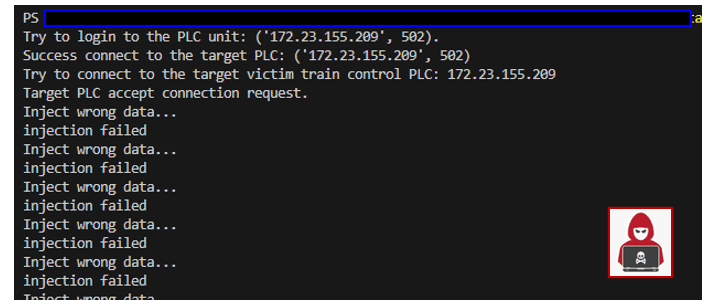 PS
Try to login to the PLC unit: ('172.23.155.209', 502).
Success connect to the target PLC: ('172.23.155.209', 502)
Try to connect to the target victim train control PLC: 172.23.155.209
Target PLC accept connection request.
Inject wrong data...
injection failed
Inject wrong data...
injection failed
Inject wrong data...
injection failed
Inject wrong data...
injection failed
Inject wrong data...
injection failed
Inject wrong data